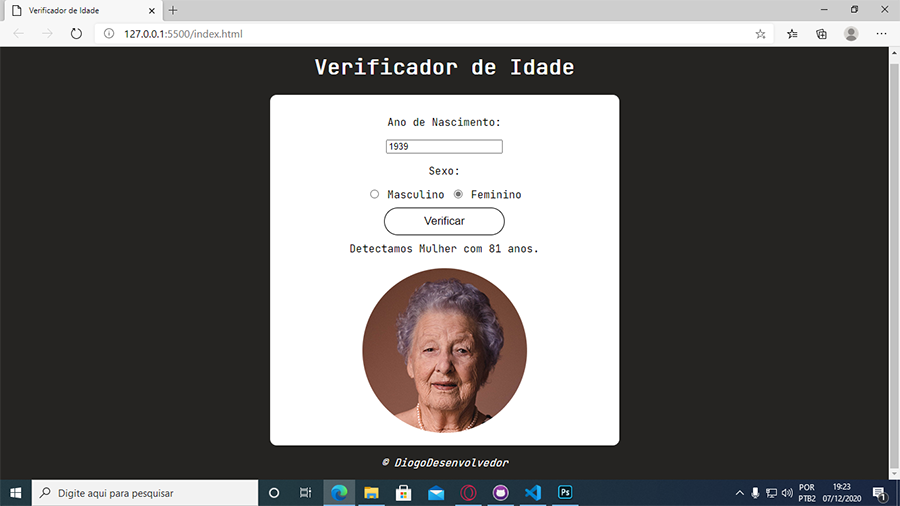 Verificador de Idade
127.0.0.1:5500/index.html
Verificador de Idade
Ano de Nascimento:
1939
Sexo:
Masculino Feminino
Verificar
Detectamos Mulher com 81 anos.
© DiogoDesenvolvedor
Digite aqui para pesquisar
Ps
POR
PTB2
19:23
07/12/2020
1